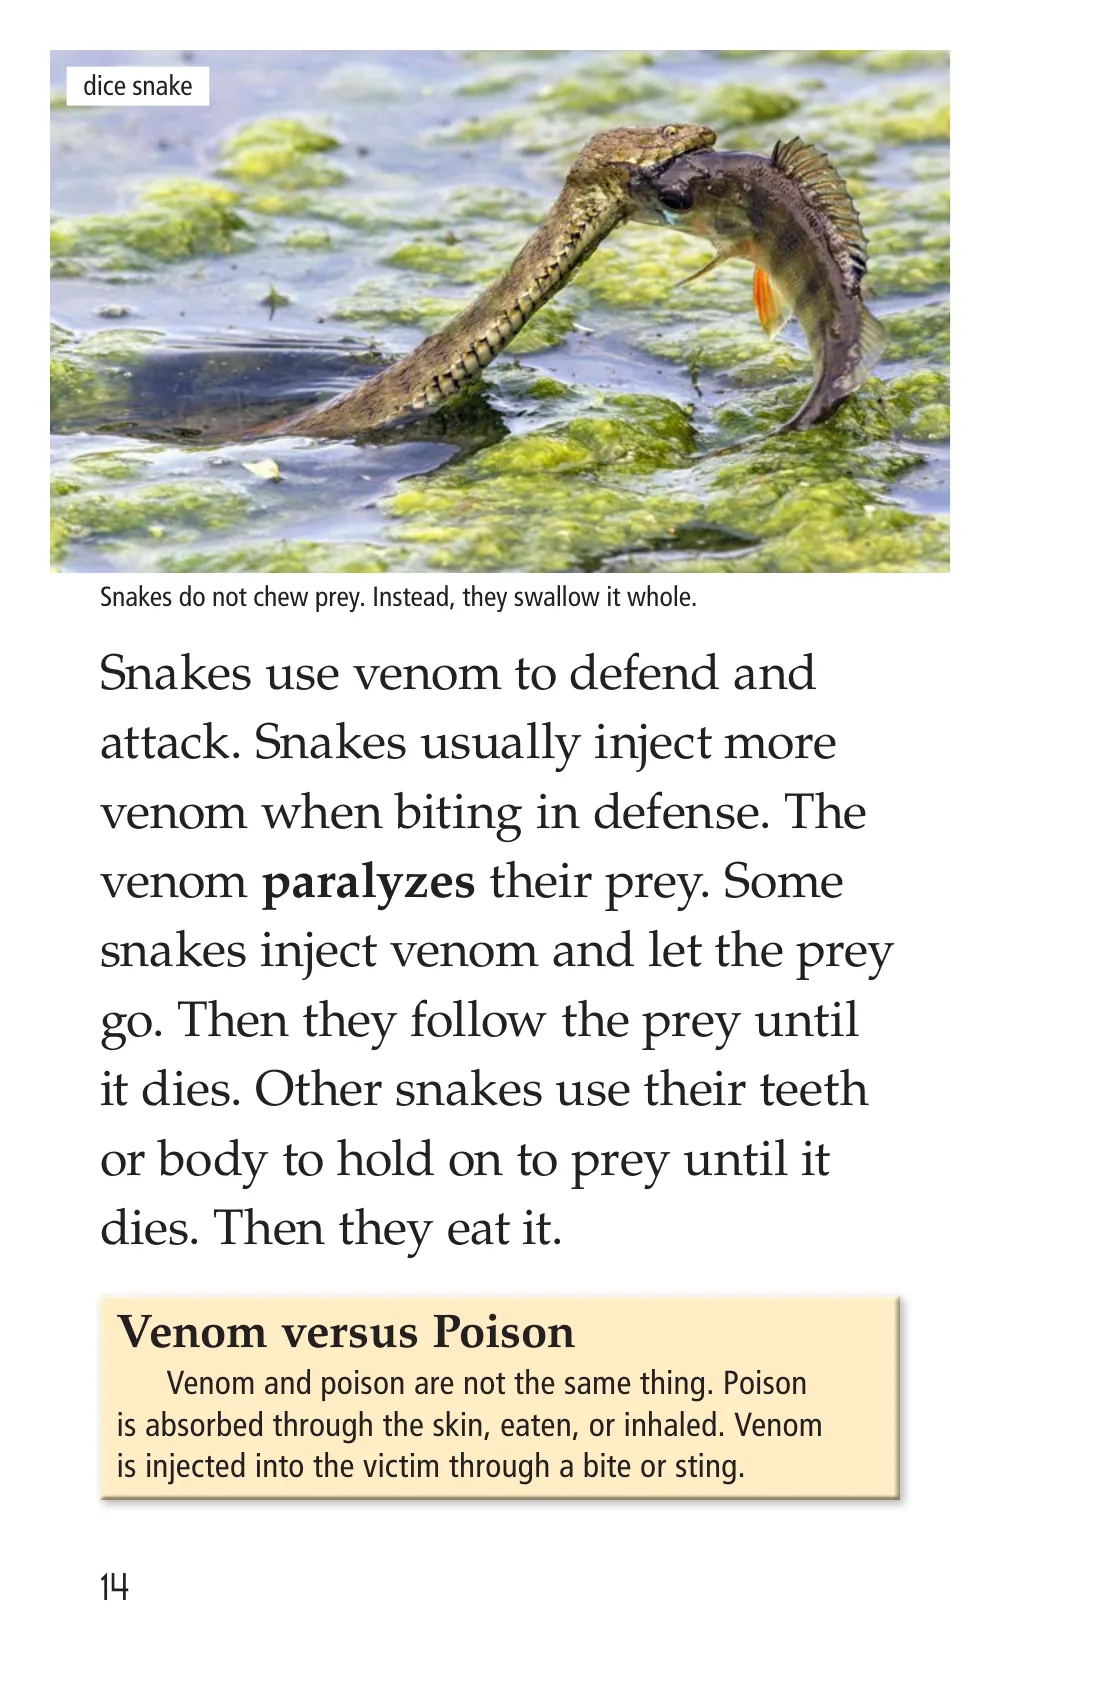 dice snake
Snakes do not chew prey. Instead, they swallow it whole.
Snakes use venom to defend and
attack. Snakes usually inject more
venom when biting in defense. The
venom paralyzes their prey. Some
snakes inject venom and let the prey
go. Then they follow the prey until
it dies. Other snakes use their teeth
or body to hold on to prey until it
dies. Then they eat it.
Venom versus Poison
Venom and poison are not the same thing. Poison
is absorbed through the skin, eaten, or inhaled. Venom
is injected into the victim through a bite or sting.
14